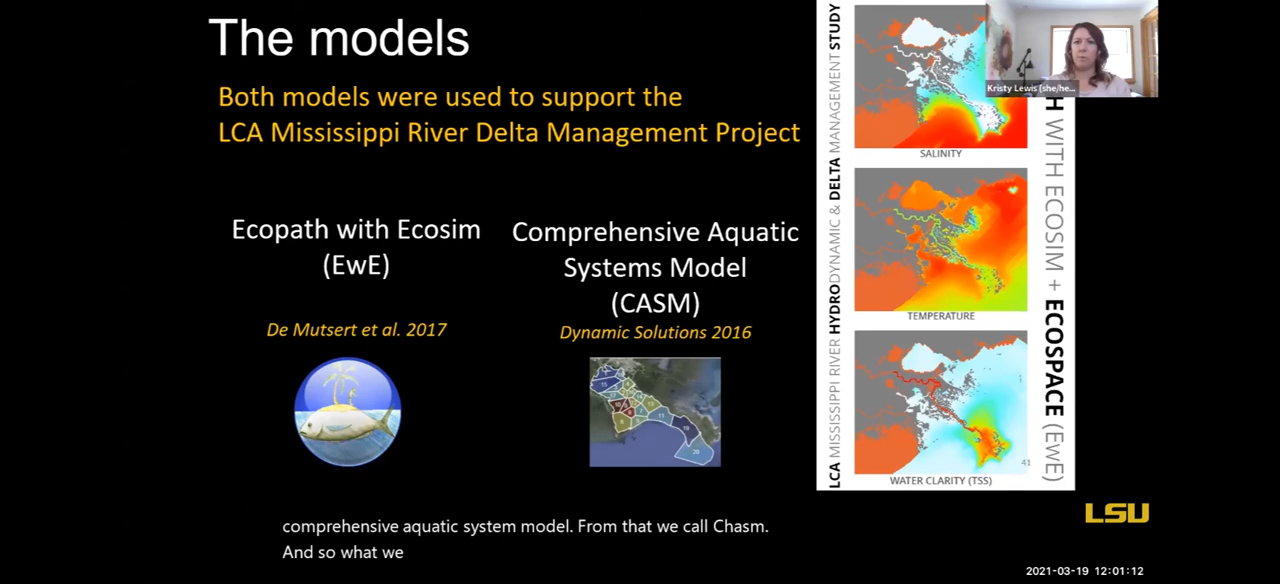 The models
Both models were used to support the
LCA Mississippi River Delta Management Project
Ecopath with Ecosim
(EwE)
De Mutsert et al. 2017
Comprehensive Aquatic
Systems Model
(CASM)
Dynamic Solutions 2016
LCA MISSISSIPPI RIVER HYDRODYNAMIC & DELTA MANAGEMENT STUDY
SALINITY
TEMPERATURE
WATER CLARITY (TSS)
41
H WITH ECOSIM + ECOSPACE (EwE)
Kristy Lewis (she/he...
LSU
comprehensive aquatic system model. From that we call Chasm.
And so what we
2021-03-19 12:01:12